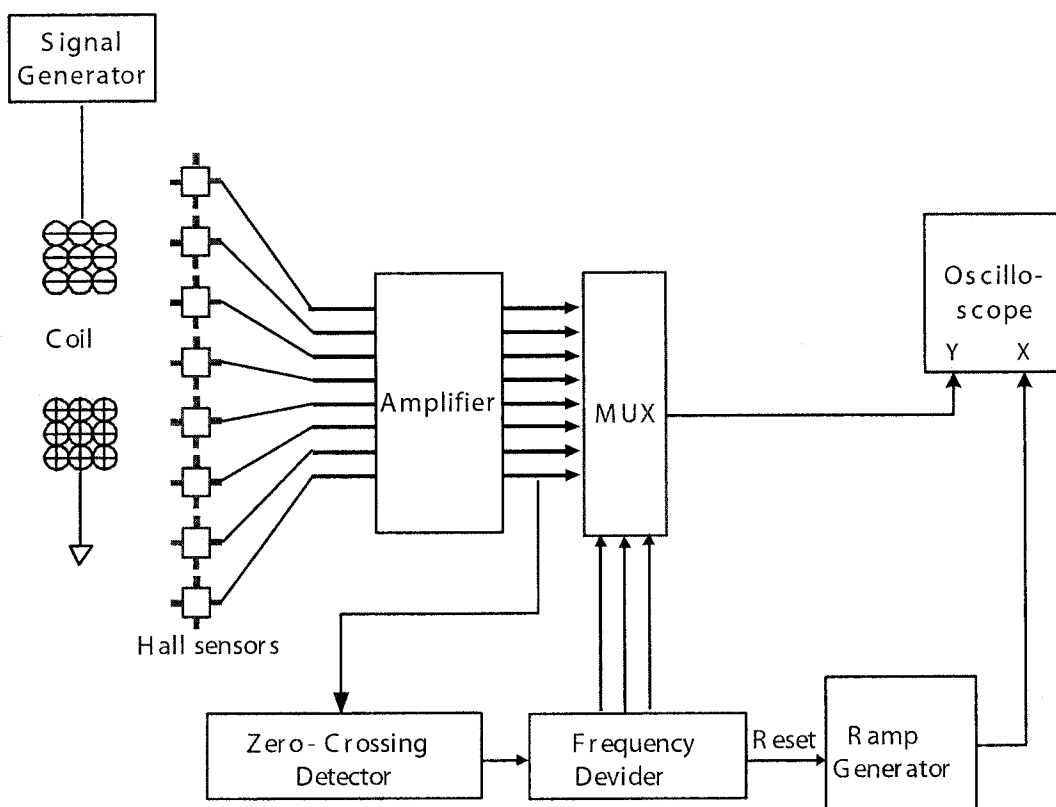 Signal
Generator
Coil
Hall sensors
Amplifier
MUX
Oscillo-
scope
Y X
Zero-Crossing
Detector
Frequency
Devider
Reset
Ramp
Generator